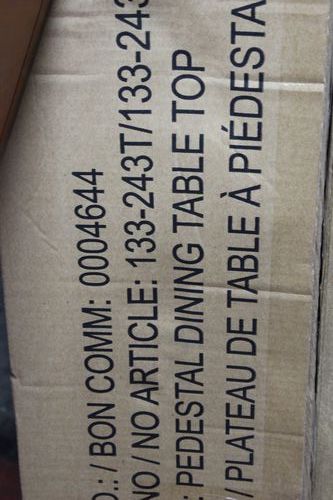 O.: / BON COMM: 0004644
NO / NO ARTICLE: 133-243T/133-243
: PEDESTAL DINING TABLE TOP
/ PLATEAU DE TABLE À PIÉDESTA